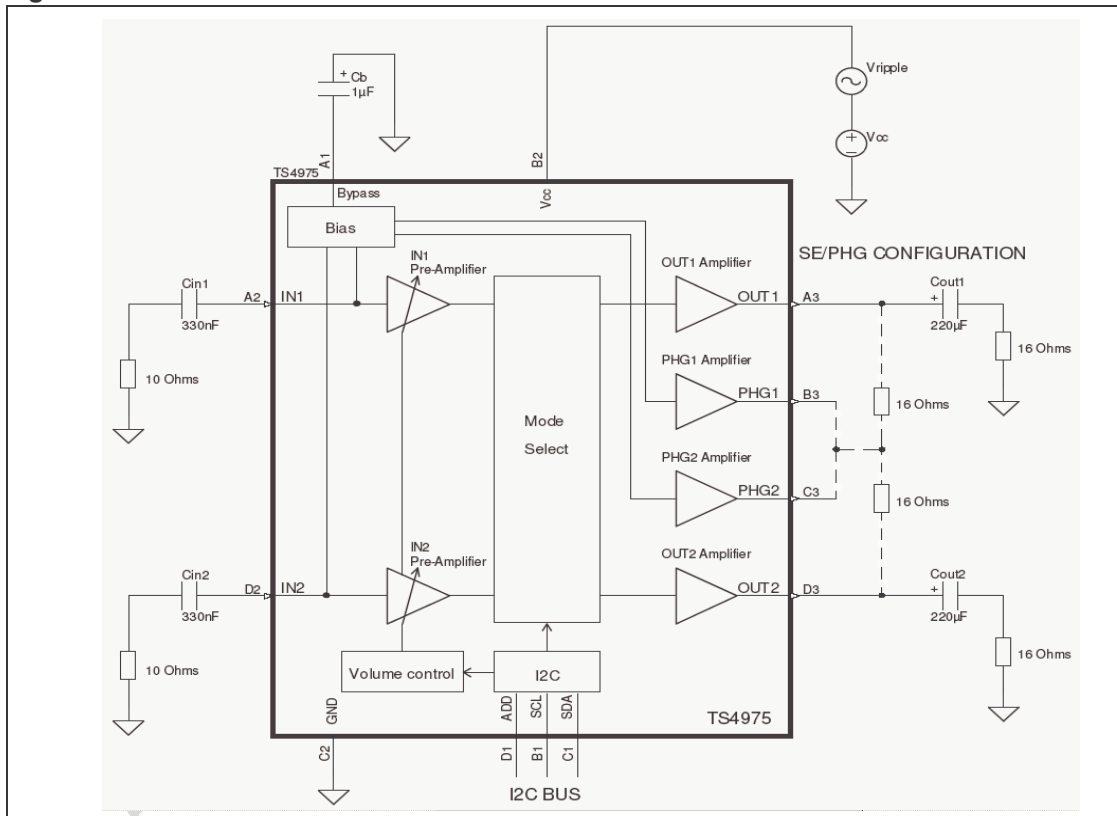 Cb
+
1µF
Vripple
Vcc
A1
B2
TS4975
Bypass
Vcc
Bias
SE/PHG CONFIGURATION
IN1
Pre-Amplifier
OUT1 Amplifier
Cin1
A2
IN1
OUT1
A3
Cout1
+
330nF
220µF
10 Ohms
16 Ohms
PHG1 Amplifier
PHG1
B3
16 Ohms
Mode
Select
PHG2 Amplifier
PHG2
C3
16 Ohms
IN2
Pre-Amplifier
OUT2 Amplifier
Cin2
D2
IN2
OUT2
D3
Cout2
+
330nF
220µF
10 Ohms
16 Ohms
Volume control
I2C
GND
ADD
SCL
SDA
TS4975
C2
D1
B1
C1
I2C BUS